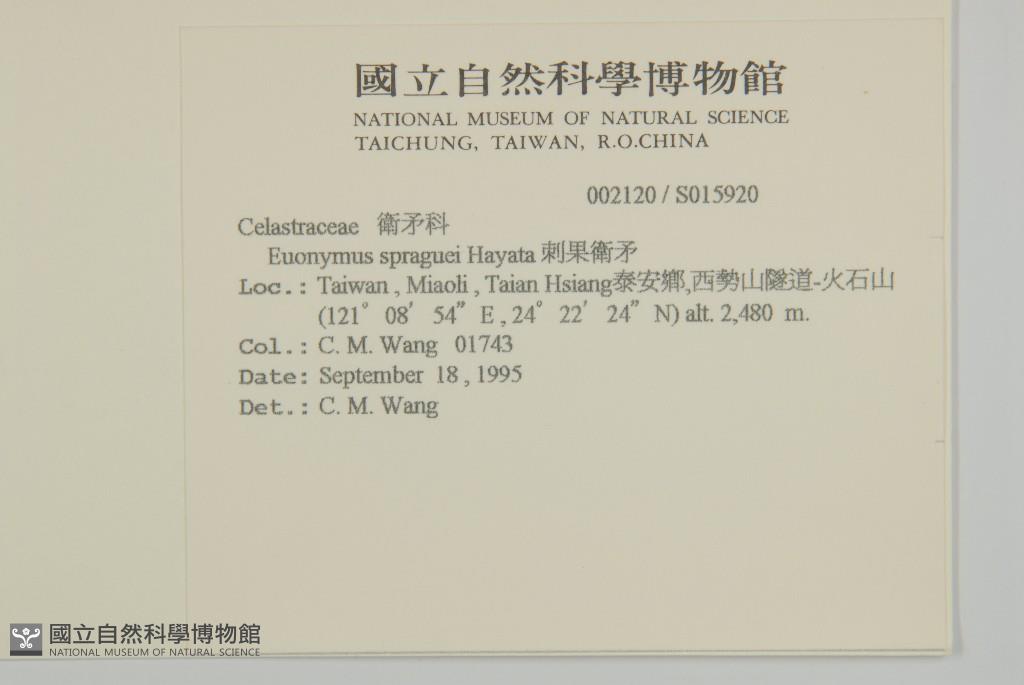 國立自然科學博物館
NATIONAL MUSEUM OF NATURAL SCIENCE
TAICHUNG, TAIWAN, R.O.CHINA
002120 / S015920
Celastraceae 衛矛科
Euonymus spraguei Hayata 刺果衛矛
Loc.: Taiwan , Miaoli , Taian Hsiang泰安鄉,西勢山隧道-火石山
(121° 08′ 54” E , 24° 22′ 24” N) alt. 2,480 m.
Col.: C. M. Wang 01743
Date: September 18 , 1995
Det.: C. M. Wang
國立自然科學博物館
NATIONAL MUSEUM OF NATURAL SCIENCE